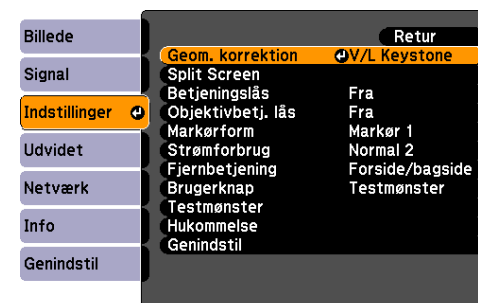 Billede
Signal
Indstillinger
Udvidet
Netværk
Info
Genindstil
Retur
Geom. korrektion V/L Keystone
Split Screen
Betjeningslås Fra
Objektivbetj. lås Fra
Markørform Markør 1
Strømforbrug Normal 2
Fjernbetjening Forside/bagside
Brugerknap Testmønster
Testmønster
Hukommelse
Genindstil